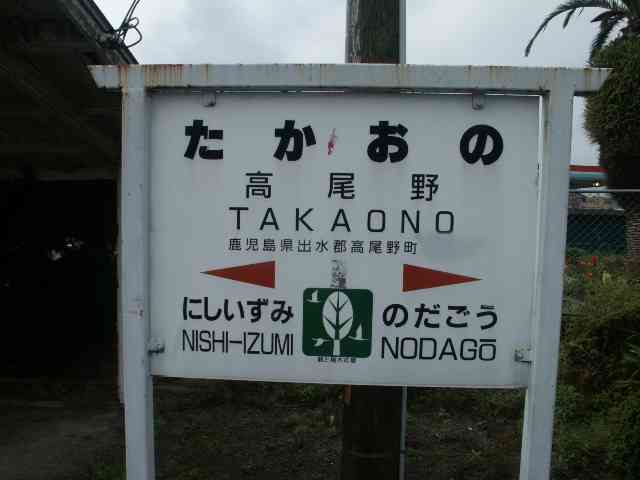 たかおの
高尾野
TAKAONO
鹿児島県出水郡高尾野町
にしいずみ のだごう
NISHI-IZUMI NODAGŌ